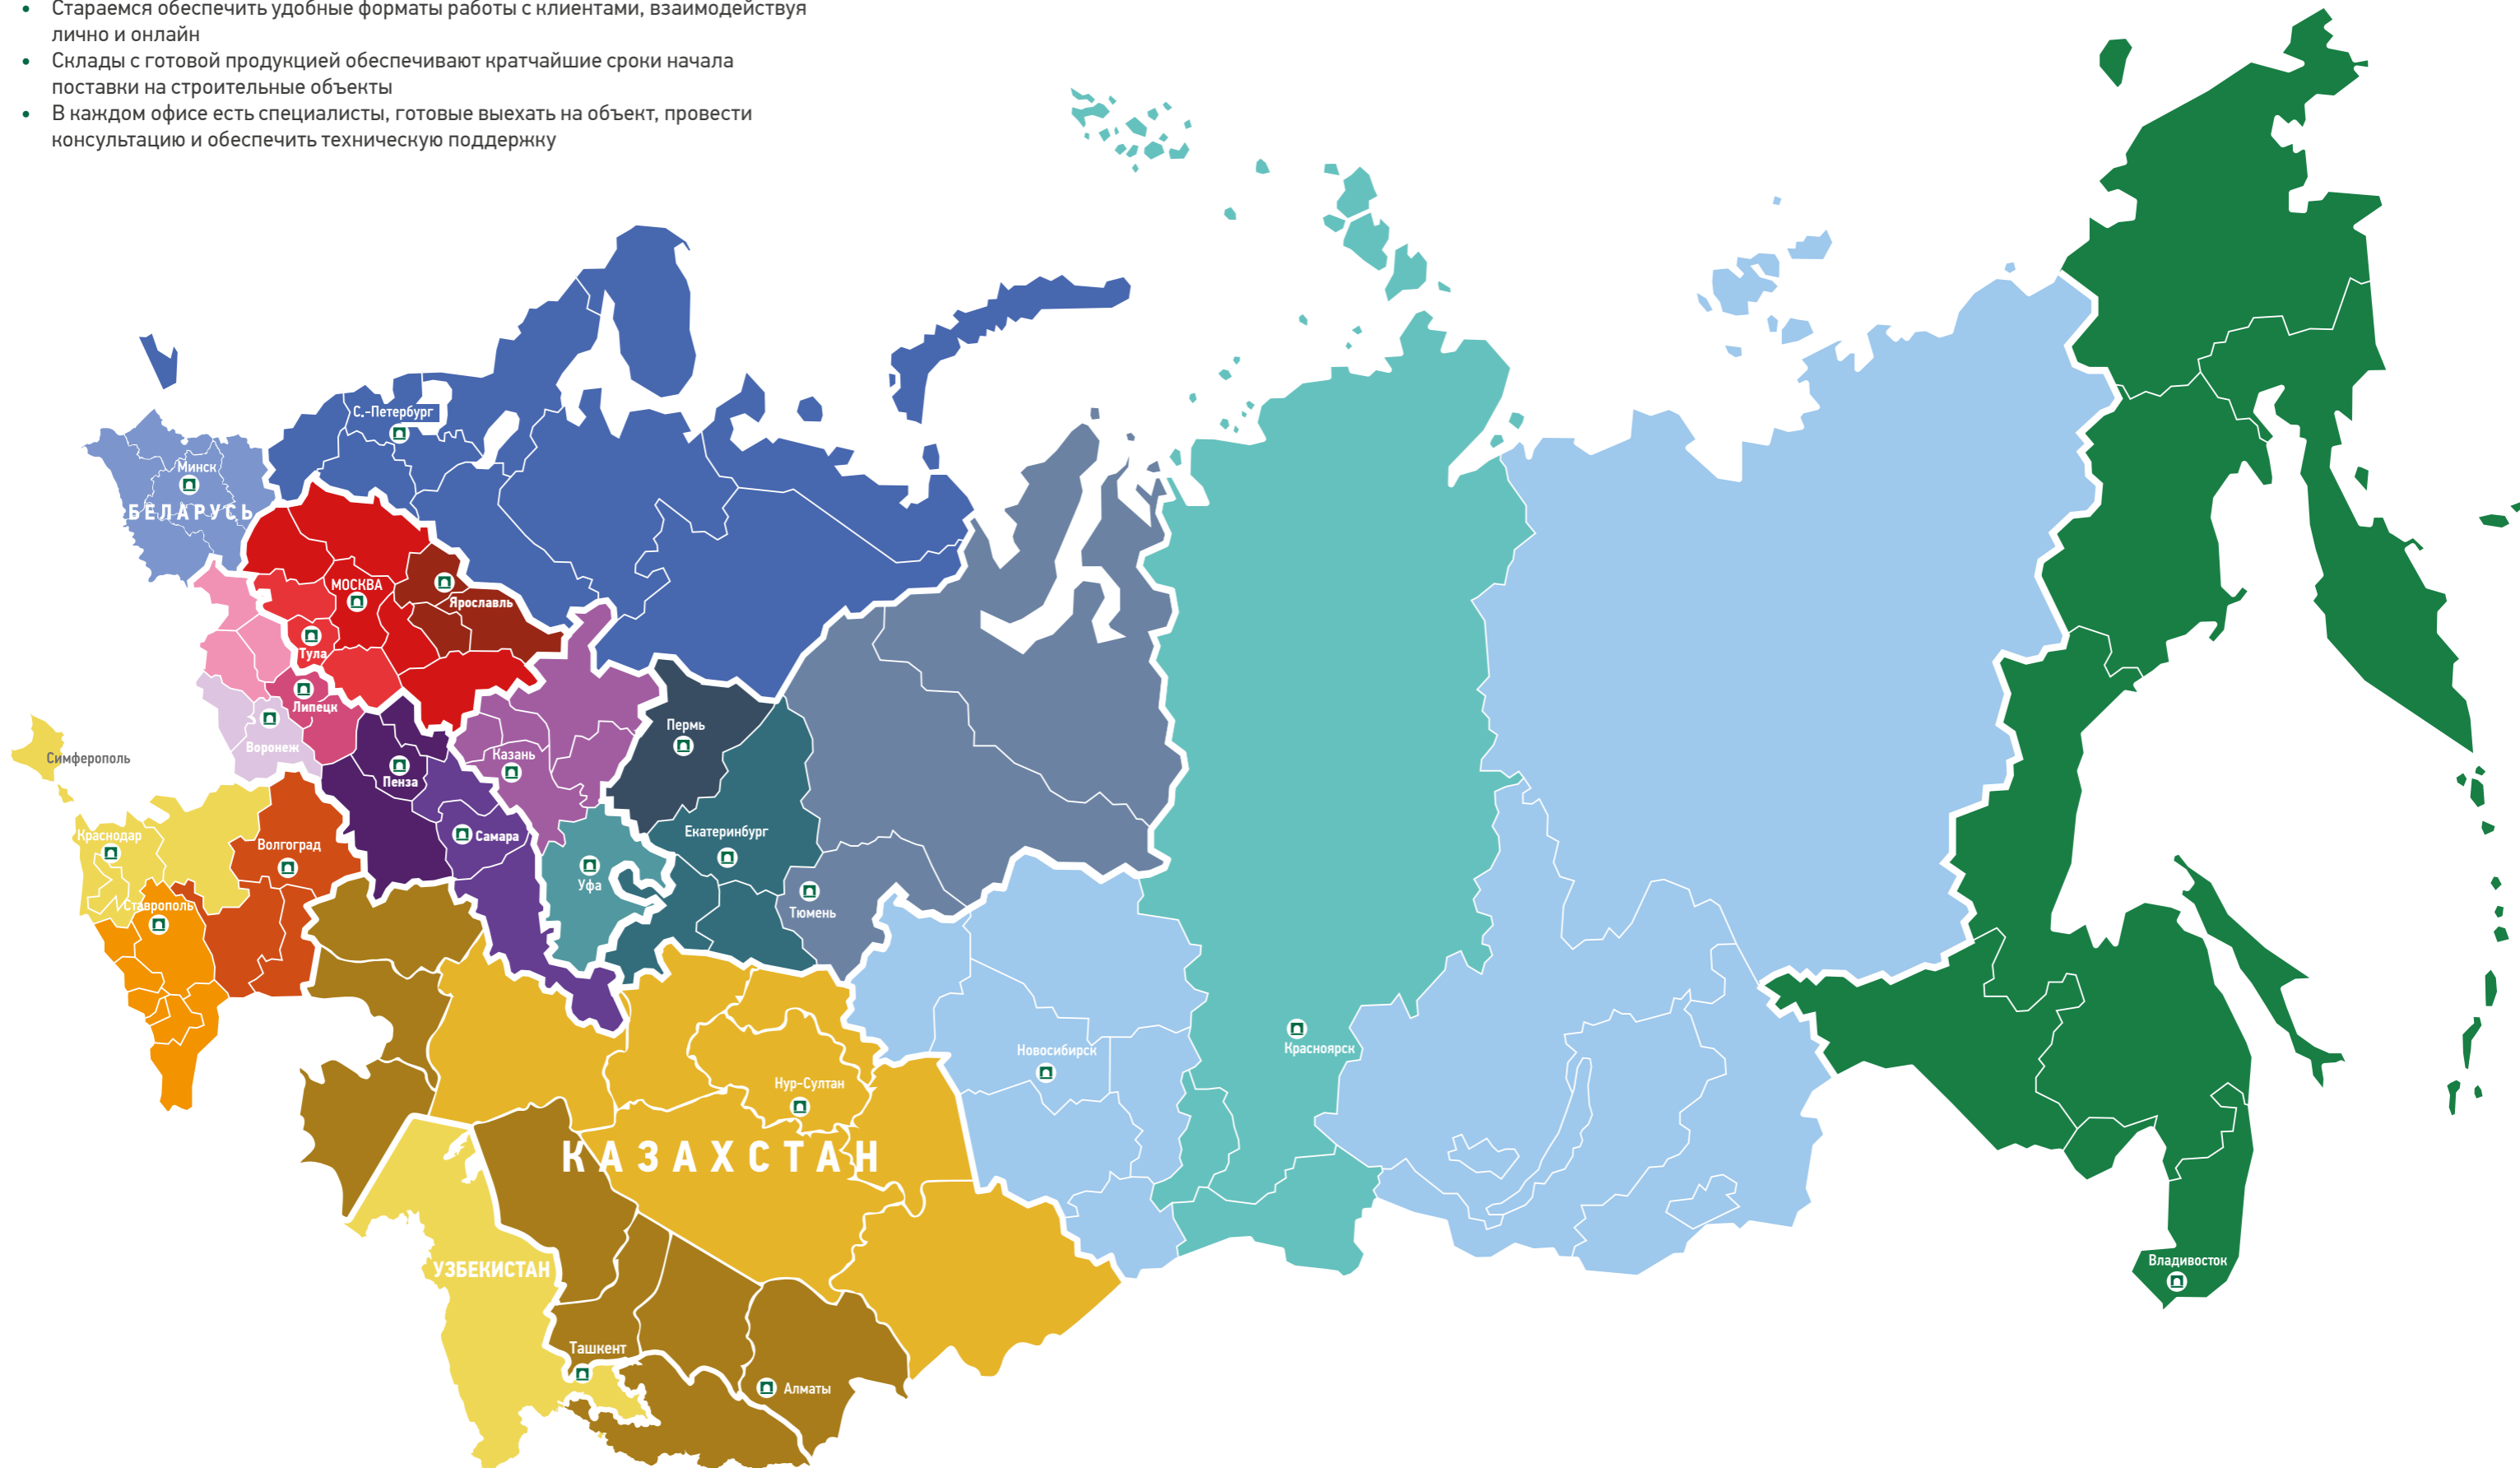 • Стараемся обеспечить удобные форматы работы с клиентами, взаимодействуя
лично и онлайн
• Склады с готовой продукцией обеспечивают кратчайшие сроки начала
поставки на строительные объекты
• В каждом офисе есть специалисты, готовые выехать на объект, провести
консультацию и обеспечить техническую поддержку
С.-Петербург
Минск
БЕЛАРУСЬ
МОСКВА
Ярославль
Тула
Липецк
Воронеж
Симферополь
Пермь
Казань
Пенза
Самара
Екатеринбург
Краснодар
Волгоград
Уфа
Ставрополь
Тюмень
Новосибирск
Красноярск
Нур-Султан
КАЗАХСТАН
УЗБЕКИСТАН
Владивосток
Ташкент
Алматы